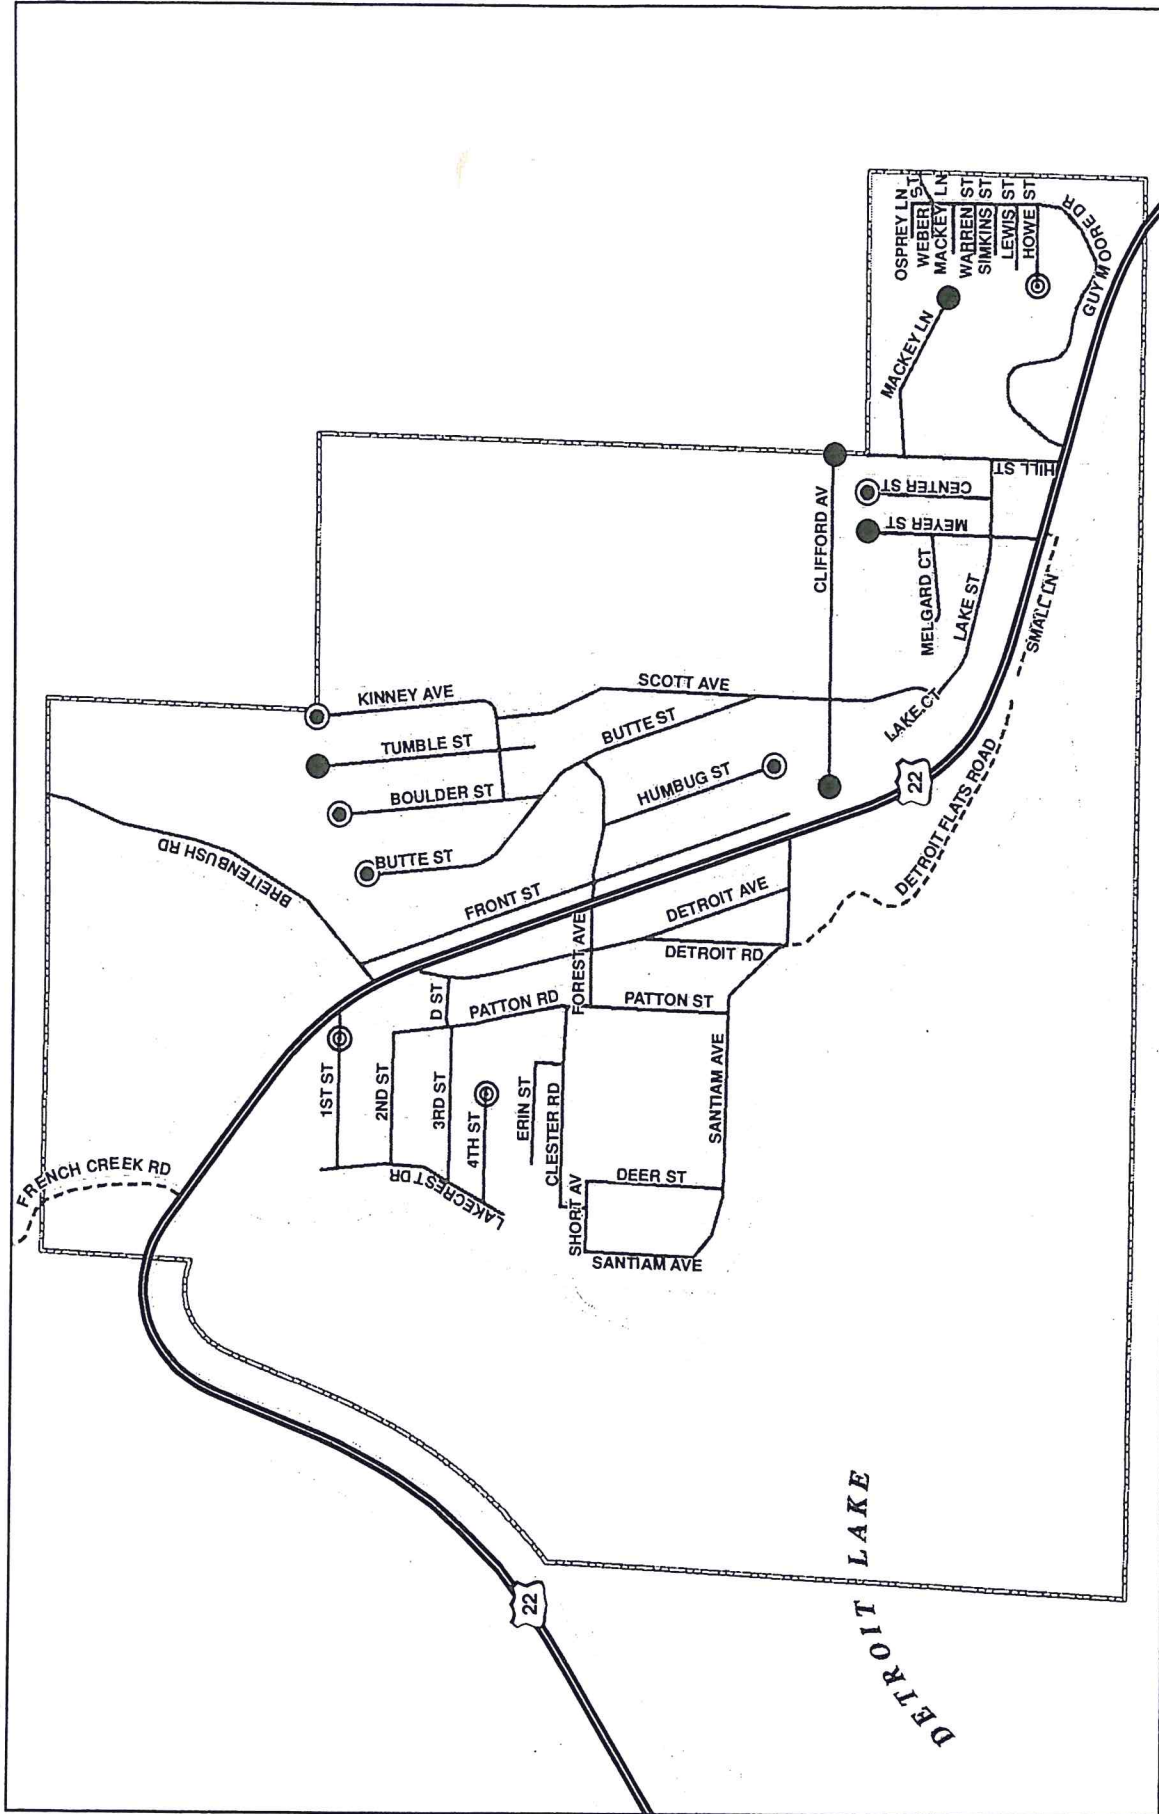 OSPREY LN
WEBER ST
MACKEY LN
WARREN ST
SIMKINS ST
LEWIS ST
HOWE ST
GUY MOORE DR
MACKEY LN
HILL ST
CENTER ST
MEYER ST
CLIFFORD AV
MELGARD CT
LAKE ST
SMALL LN
KINNEY AVE
SCOTT AVE
LAKE CT
TUMBLE ST
BUTTE ST
BOULDER ST
HUMBUG ST
22
DETROIT FLATS ROAD
BREITENBUSH RD
BUTTE ST
FRONT ST
DETROIT AVE
FOREST AVE
DETROIT RD
D ST
PATTON RD
PATTON ST
1ST ST
2ND ST
3RD ST
4TH ST
ERIN ST
CLESTER RD
SANTIAM AVE
FRENCH CREEK RD
LAKECREST DR
DEER ST
SHORT AV
SANTIAM AVE
22
DETROIT LAKE